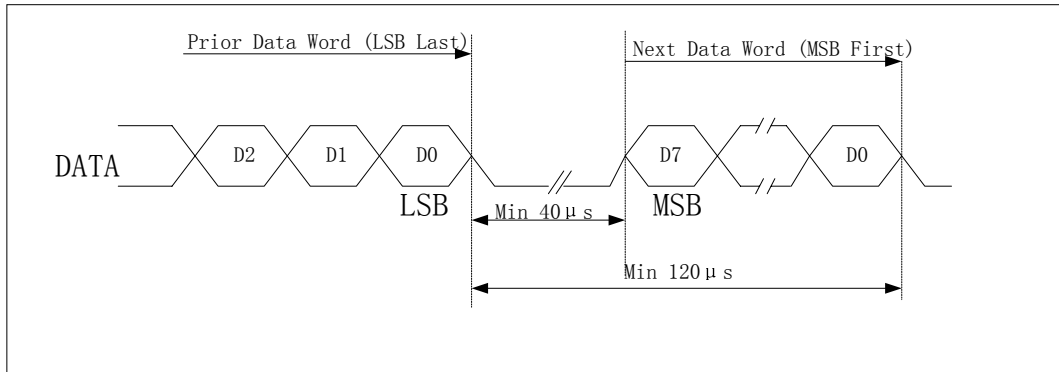 Prior Data Word (LSB Last)
Next Data Word (MSB First)
DATA
D2
D1
D0
D7
D0
LSB
MSB
Min 40μs
Min 120μs